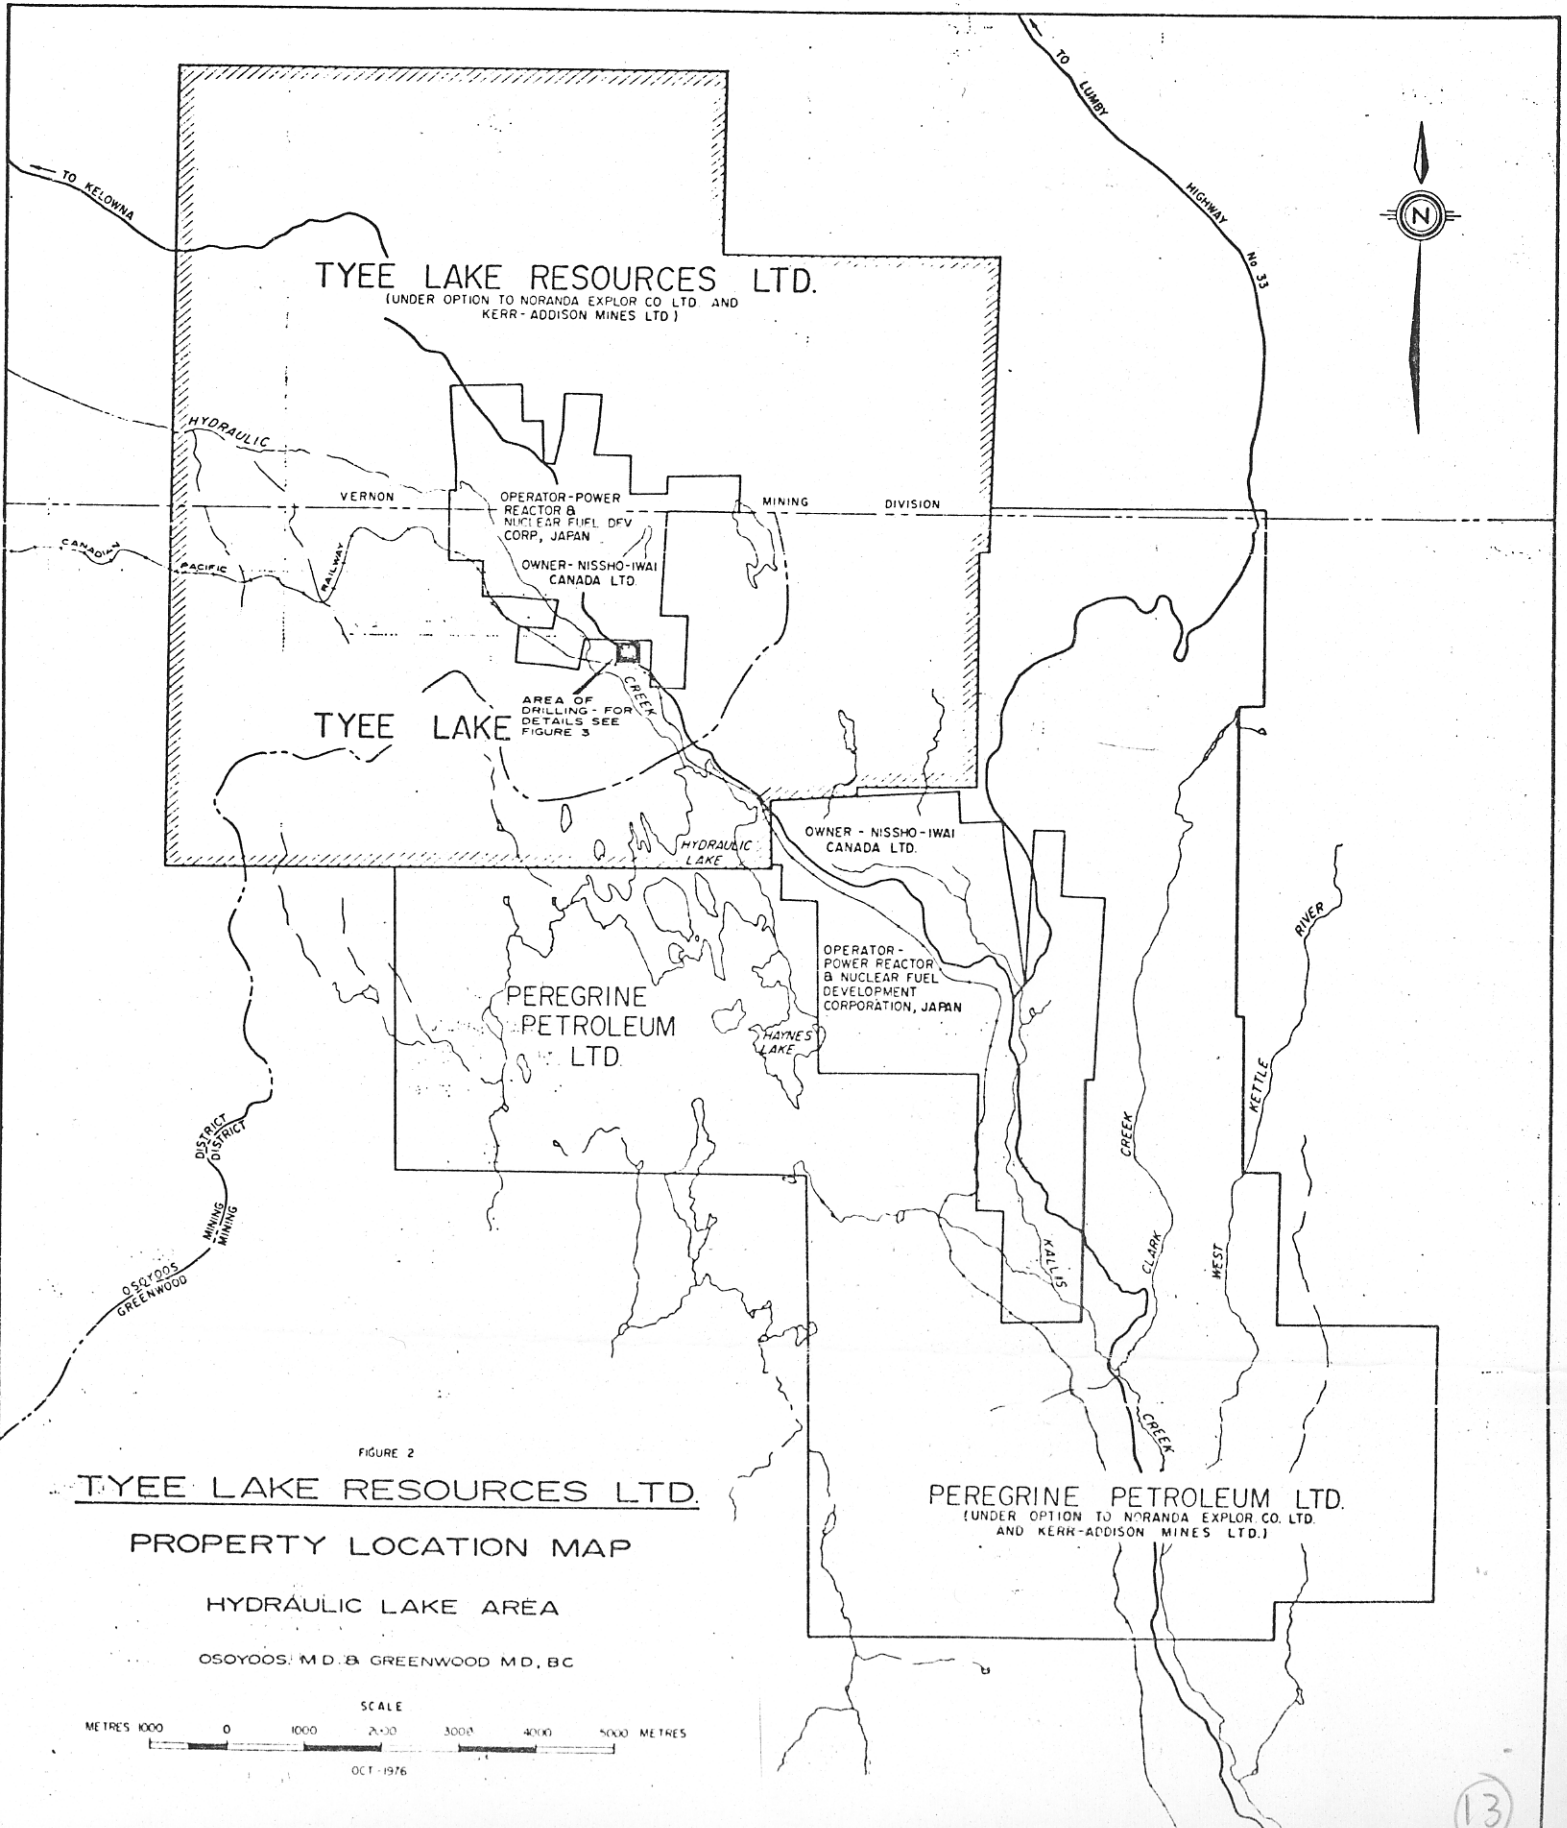 TO LUMBY
HIGHWAY No 33
N
TO KELOWNA
TYEE LAKE RESOURCES LTD.
(UNDER OPTION TO NORANDA EXPLOR CO LTD AND
KERR-ADDISON MINES LTD)
HYDRAULIC
VERNON
MINING
DIVISION
OPERATOR-POWER
REACTOR &
NUCLEAR FUEL DEV
CORP, JAPAN
OWNER-NISSHO-IWAI
CANADA LTD.
CANADIAN
PACIFIC
RAILWAY
CREEK
AREA OF
DRILLING - FOR
DETAILS SEE
FIGURE 3
TYEE LAKE
HYDRAULIC
LAKE
OWNER - NISSHO-IWAI
CANADA LTD.
OPERATOR-
POWER REACTOR
& NUCLEAR FUEL
DEVELOPMENT
CORPORATION, JAPAN
RIVER
PEREGRINE
PETROLEUM
LTD.
HAYNES
LAKE
KETTLE
CREEK
DISTRICT
DISTRICT
MINING
MINING
OSOYOOS
GREENWOOD
KALLIS
CLARK
WEST
CREEK
FIGURE 2
TYEE LAKE RESOURCES LTD.
PROPERTY LOCATION MAP
HYDRAULIC LAKE AREA
OSOYOOS. M D. & GREENWOOD M D, BC
SCALE
METRES 1000 0 1000 2000 3000 4000 5000 METRES
OCT-1976
PEREGRINE PETROLEUM LTD.
(UNDER OPTION TO NORANDA EXPLOR. CO. LTD.
AND KERR-ADDISON MINES LTD.)
13